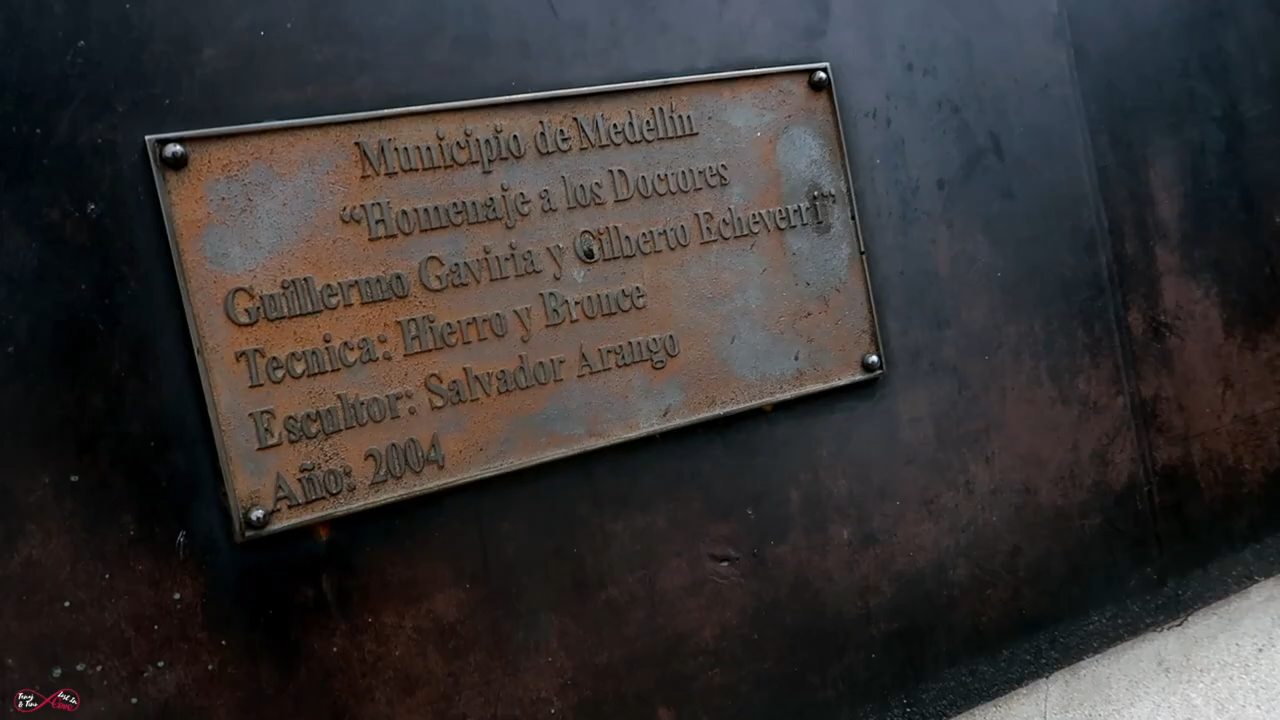 Municipio de Medellín
“Homenaje a los Doctores
Guillermo Gaviria y Gilberto Echeverri”
Tecnica: Hierro y Bronce
Escultor: Salvador Arango
Año: 2004